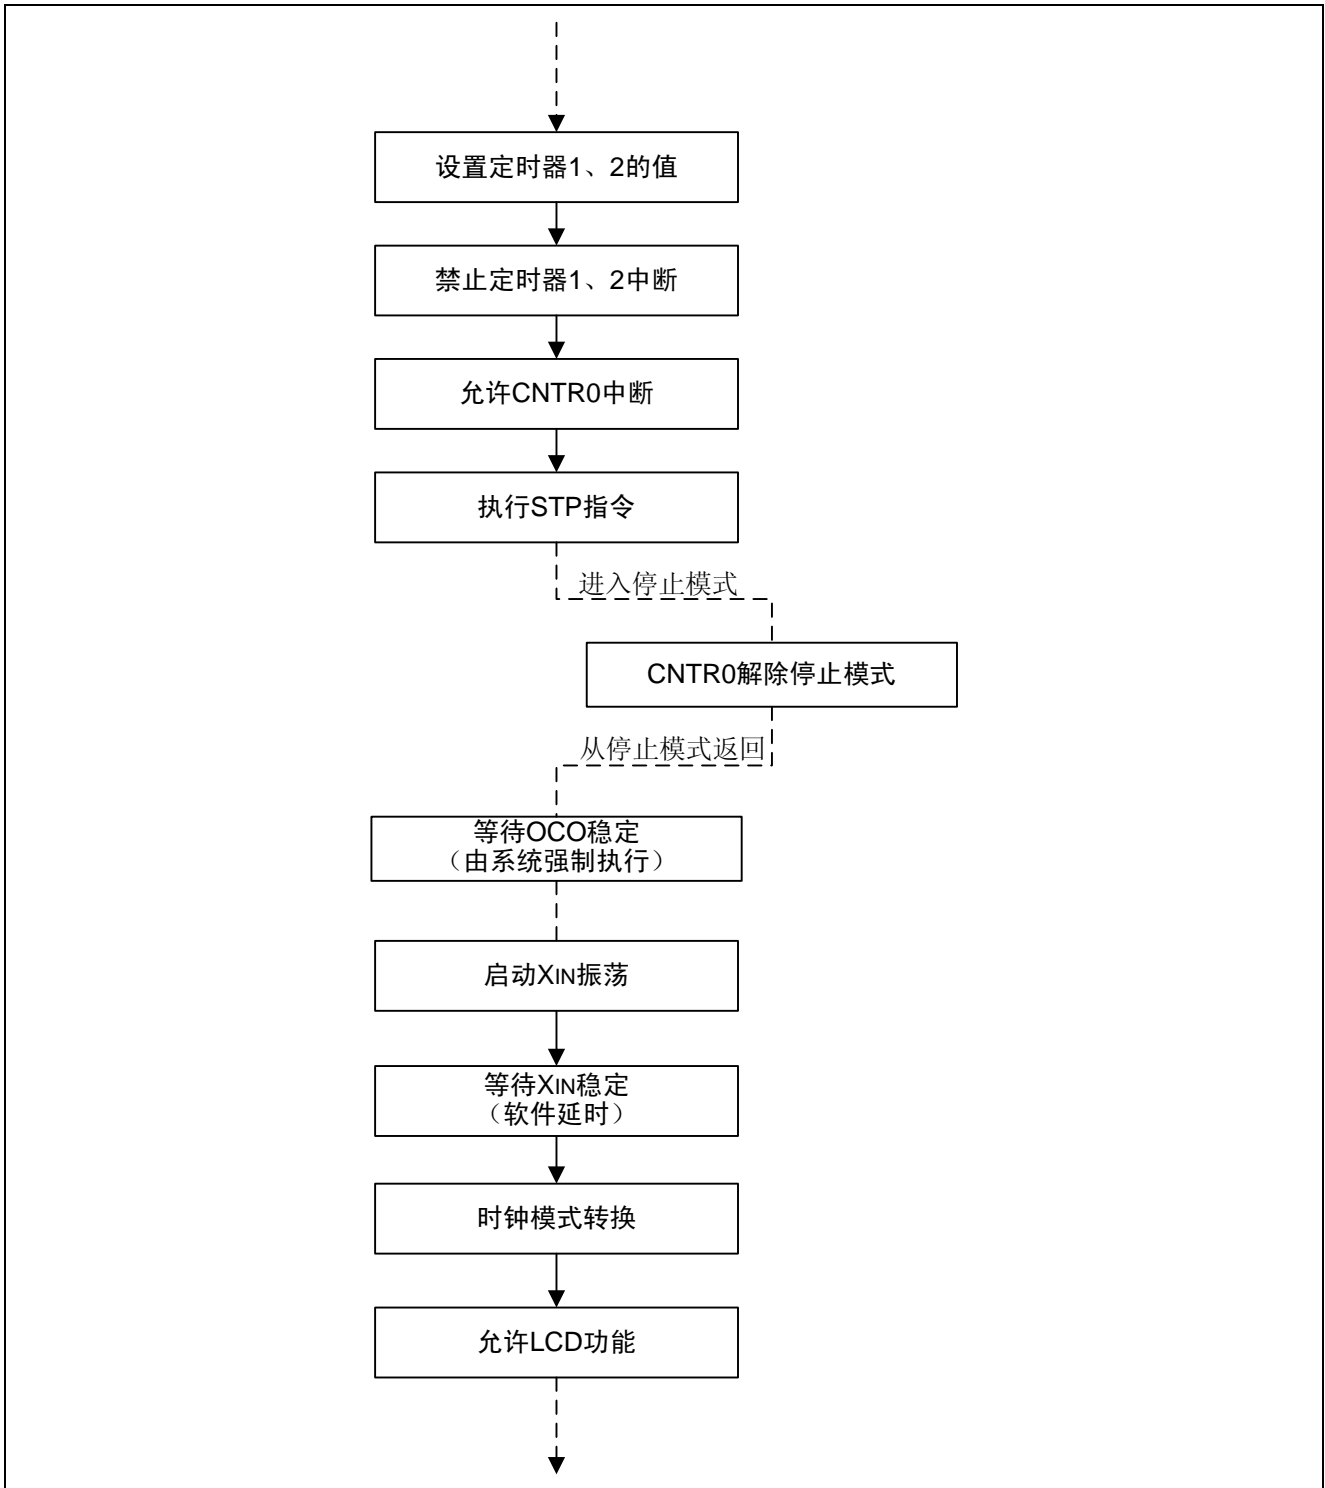 设置定时器1、2的值
禁止定时器1、2中断
允许CNTR0中断
执行STP指令
进入停止模式
CNTR0解除停止模式
从停止模式返回
等待OCO稳定
（由系统强制执行）
启动XIN振荡
等待XIN稳定
（软件延时）
时钟模式转换
允许LCD功能